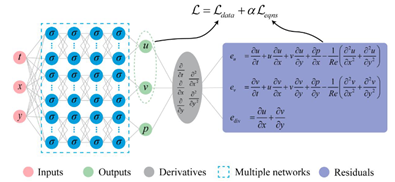 ℒ = ℒ_data + αℒ_eqns
t
x
y
σ σ σ σ
σ σ σ σ
σ σ σ σ
σ σ σ σ
σ σ σ σ
σ σ σ σ
u
v
p
∂/∂t ∂²/∂x²
∂/∂x ∂²/∂y²
∂/∂y
e_u = ∂u/∂t + u ∂u/∂x + v ∂u/∂y + ∂p/∂x - 1/Re (∂²u/∂x² + ∂²u/∂y²)
e_v = ∂v/∂t + u ∂v/∂x + v ∂v/∂y + ∂p/∂y - 1/Re (∂²v/∂x² + ∂²v/∂y²)
e_div = ∂u/∂x + ∂v/∂y
Inputs Outputs Derivatives Multiple networks Residuals